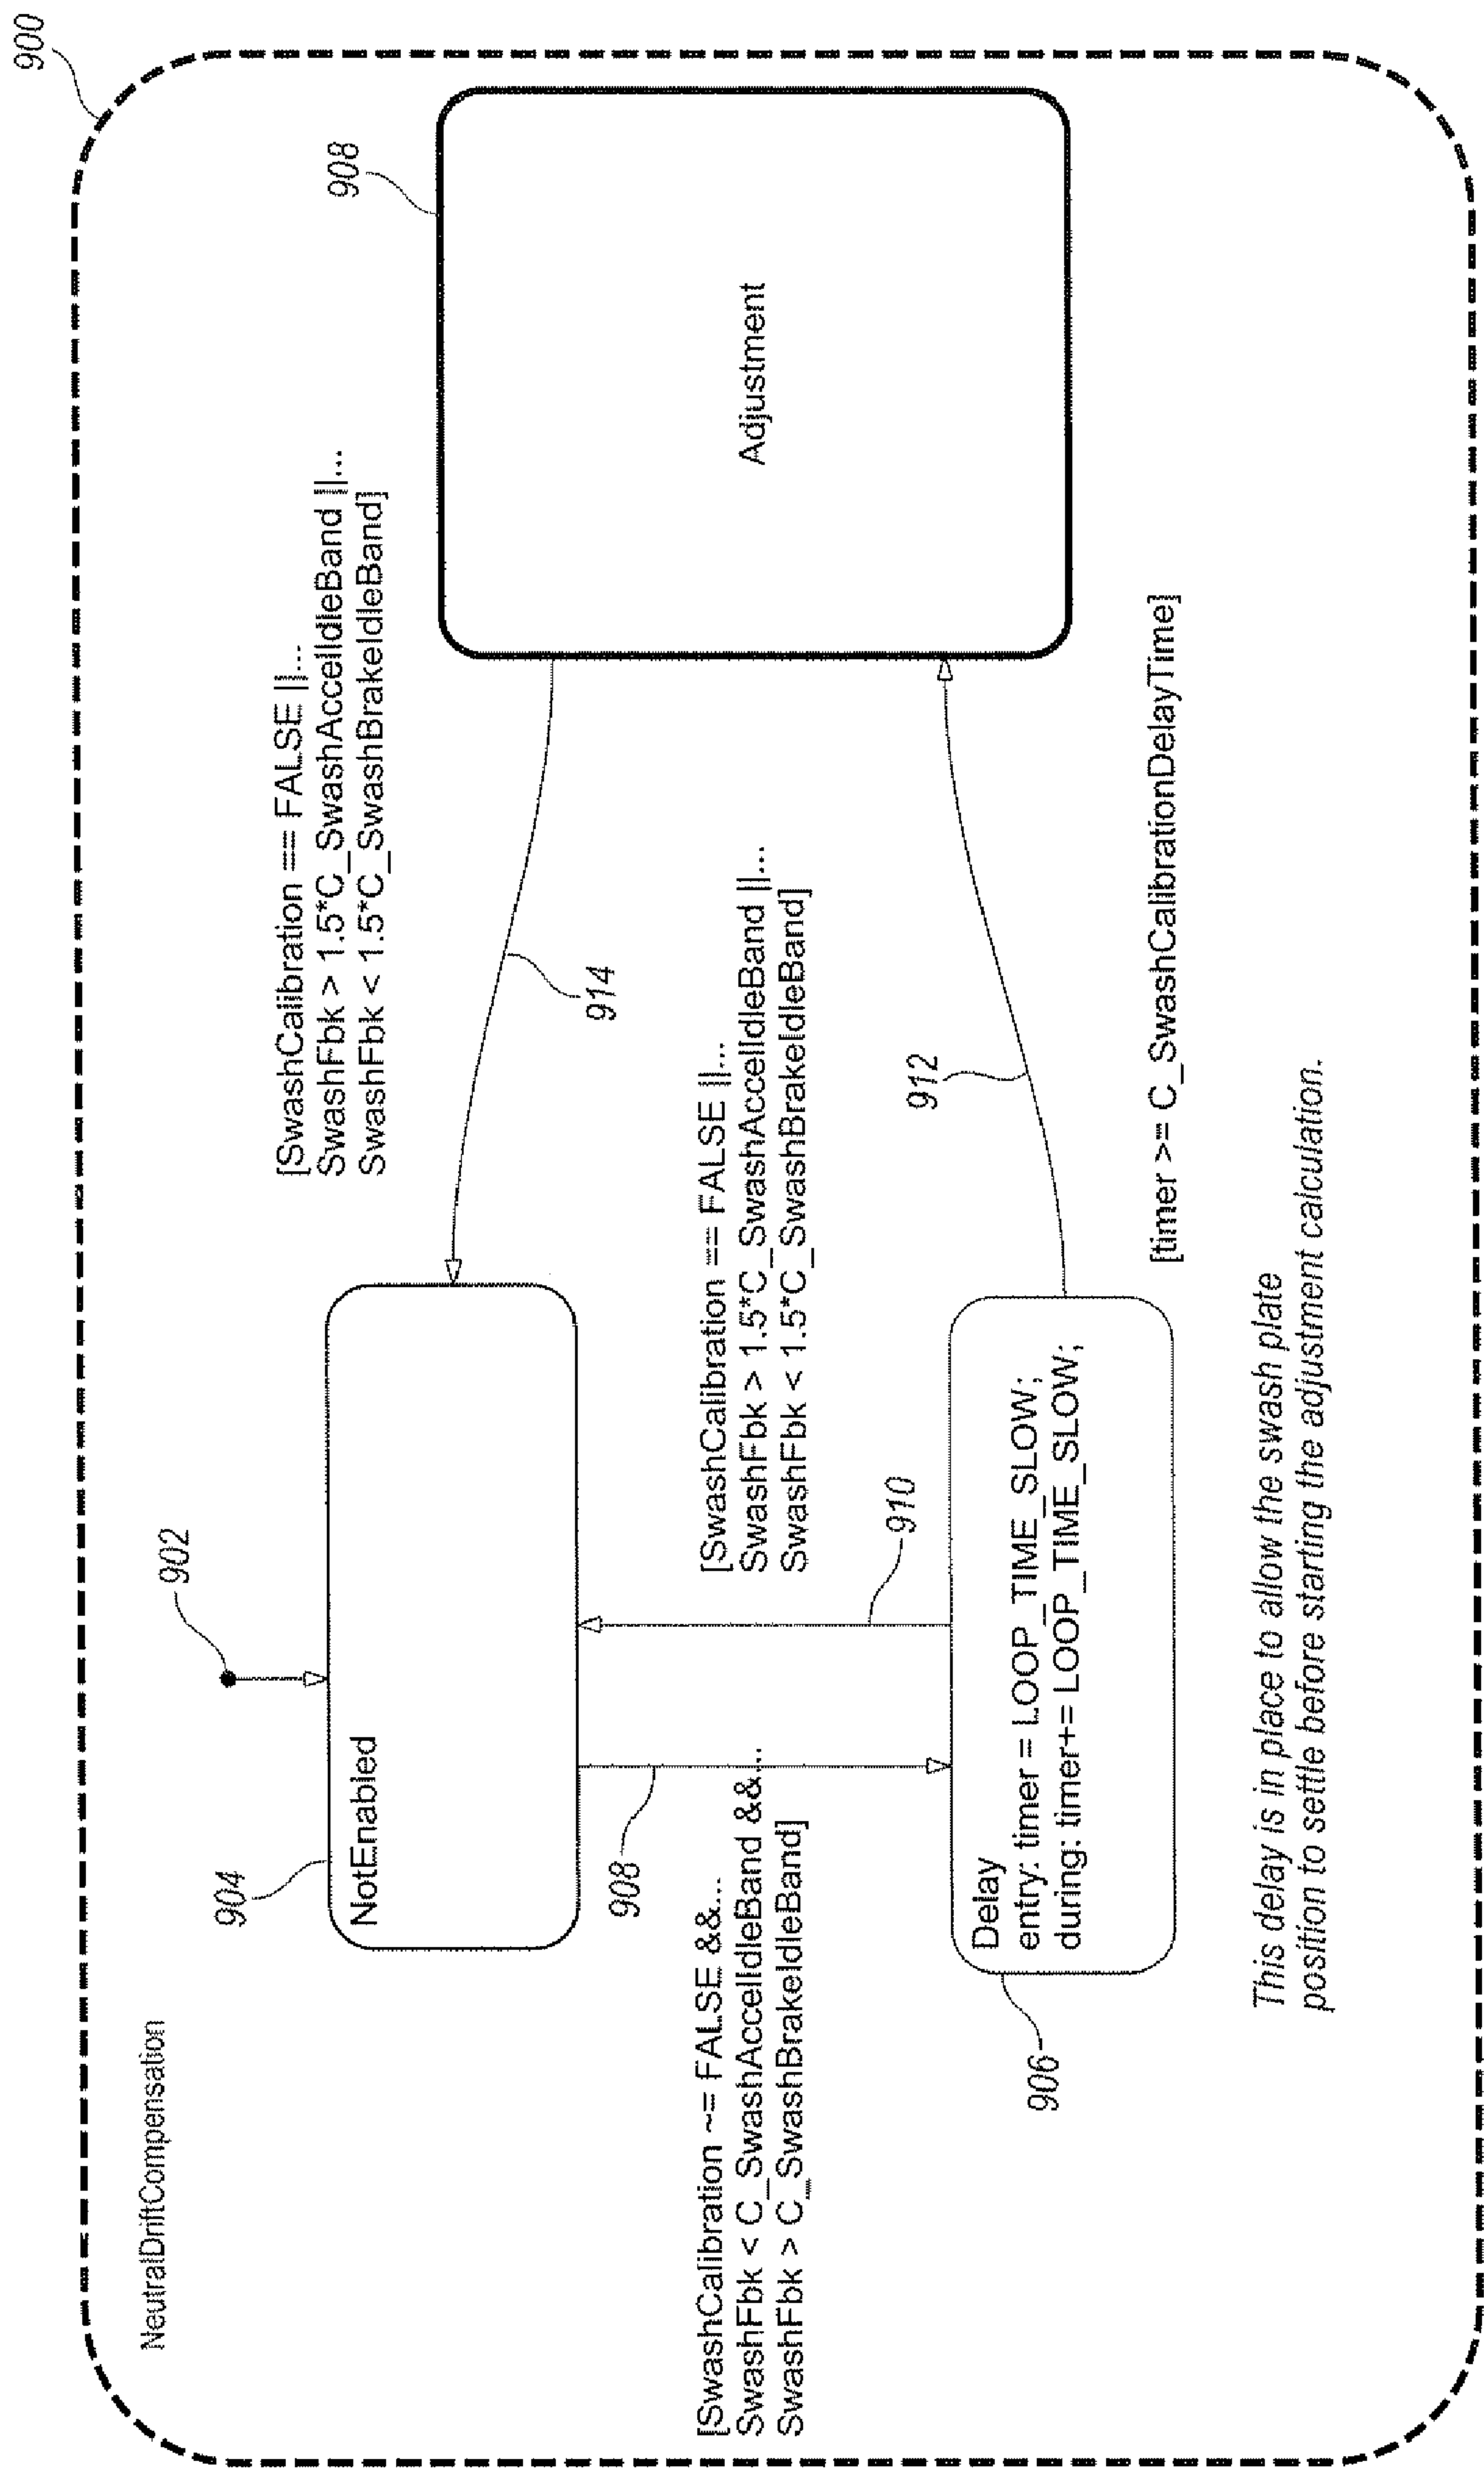 900
NeutralDriftCompensation
902
904
NotEnabled
[SwashCalibration == FALSE ||...
SwashFbk > 1.5*C_SwashAccelIdleBand ||...
SwashFbk < 1.5*C_SwashBrakeIdleBand]
908
914
Adjustment
908
[SwashCalibration ~= FALSE &&...
SwashFbk < C_SwashAccelIdleBand &&...
SwashFbk > C_SwashBrakeIdleBand]
910
[SwashCalibration == FALSE ||...
SwashFbk > 1.5*C_SwashAccelIdleBand ||...
SwashFbk < 1.5*C_SwashBrakeIdleBand]
912
906
Delay
entry: timer = LOOP_TIME_SLOW;
during: timer+= LOOP_TIME_SLOW;
[timer >= C_SwashCalibrationDelayTime]
This delay is in place to allow the swash plate
position to settle before starting the adjustment calculation.